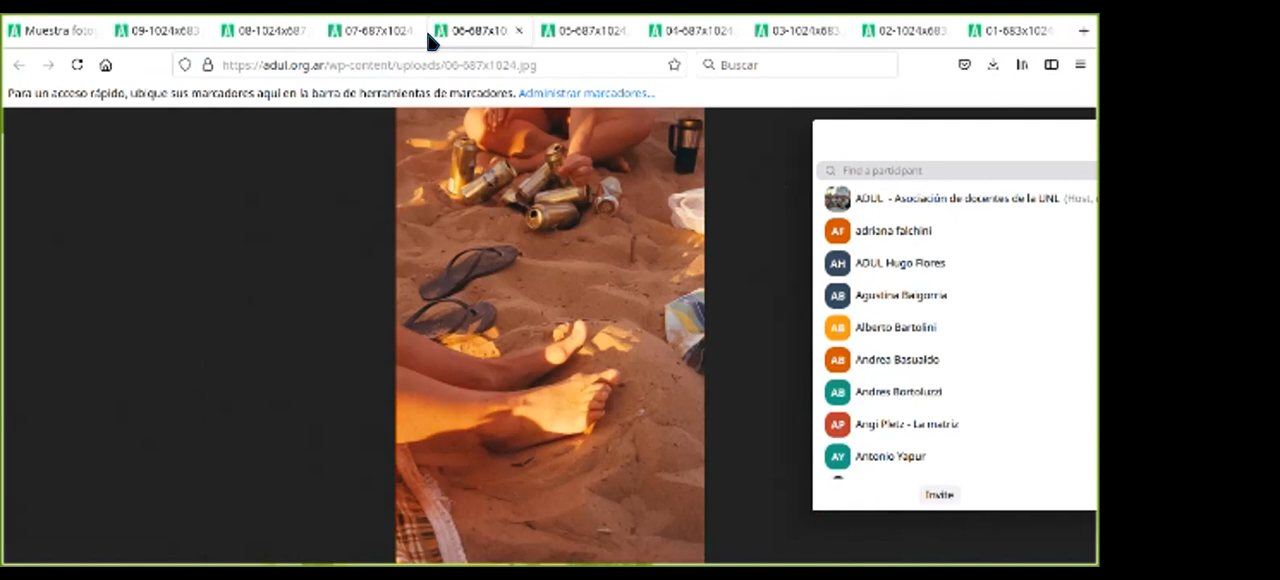 Muestra foto
09-1024x683
08-1024x687
07-687x1024
06-687x10
05-687x1024
04-687x1024
03-1024x683
02-1024x683
01-683x1024
https://adul.org.ar/wp-content/uploads/06-687x1024.jpg
Buscar
Para un acceso rápido, ubique sus marcadores aquí en la barra de herramientas de marcadores. Administrar marcadores...
Find a participant
ADUL - Asociación de docentes de la UNL (Host,
AF adriana falchini
AH ADUL Hugo Flores
AB Agustina Baigorria
AB Alberto Bartolini
AB Andrea Basualdo
AB Andres Bortoluzzi
AP Angi Pletz - La matriz
AY Antonio Yapur
Invite